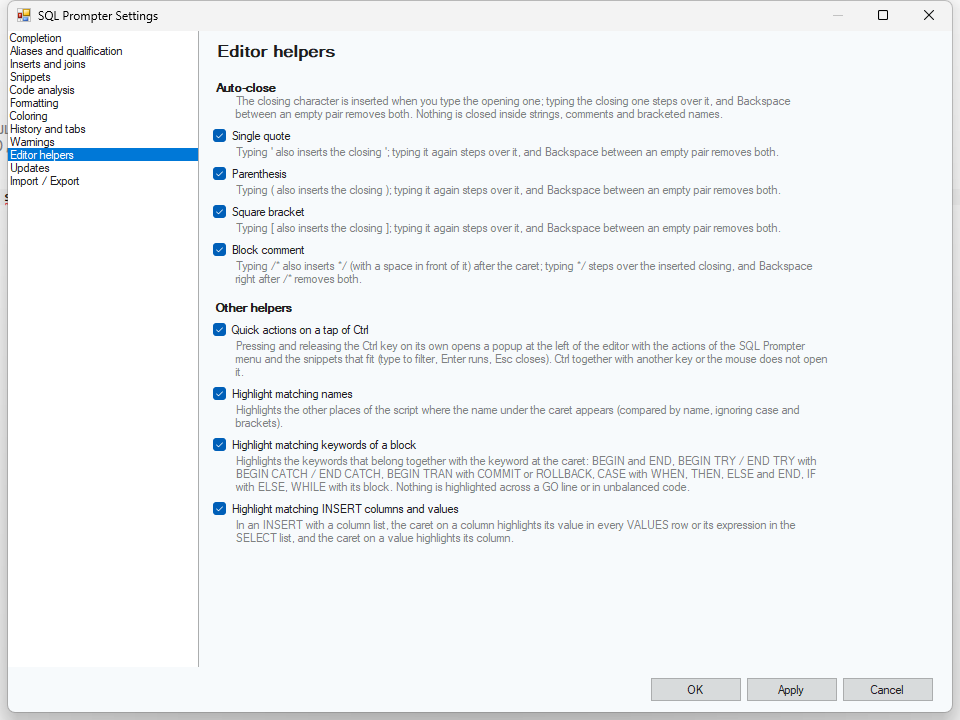 SQL Prompter Settings
Completion
Aliases and qualification
Inserts and joins
Snippets
Code analysis
Formatting
Coloring
History and tabs
Warnings
Editor helpers
Updates
Import / Export
Editor helpers
Auto-close
The closing character is inserted when you type the opening one; typing the closing one steps over it, and Backspace
between an empty pair removes both. Nothing is closed inside strings, comments and bracketed names.
Single quote
Typing ' also inserts the closing '; typing it again steps over it, and Backspace between an empty pair removes both.
Parenthesis
Typing ( also inserts the closing ); typing it again steps over it, and Backspace between an empty pair removes both.
Square bracket
Typing [ also inserts the closing ]; typing it again steps over it, and Backspace between an empty pair removes both.
Block comment
Typing /* also inserts */ (with a space in front of it) after the caret; typing */ steps over the inserted closing, and Backspace
right after /* removes both.
Other helpers
Quick actions on a tap of Ctrl
Pressing and releasing the Ctrl key on its own opens a popup at the left of the editor with the actions of the SQL Prompter
menu and the snippets that fit (type to filter, Enter runs, Esc closes). Ctrl together with another key or the mouse does not open
it.
Highlight matching names
Highlights the other places of the script where the name under the caret appears (compared by name, ignoring case and
brackets).
Highlight matching keywords of a block
Highlights the keywords that belong together with the keyword at the caret: BEGIN and END, BEGIN TRY / END TRY with
BEGIN CATCH / END CATCH, BEGIN TRAN with COMMIT or ROLLBACK, CASE with WHEN, THEN, ELSE and END, IF
with ELSE, WHILE with its block. Nothing is highlighted across a GO line or in unbalanced code.
Highlight matching INSERT columns and values
In an INSERT with a column list, the caret on a column highlights its value in every VALUES row or its expression in the
SELECT list, and the caret on a value highlights its column.
OK
Apply
Cancel